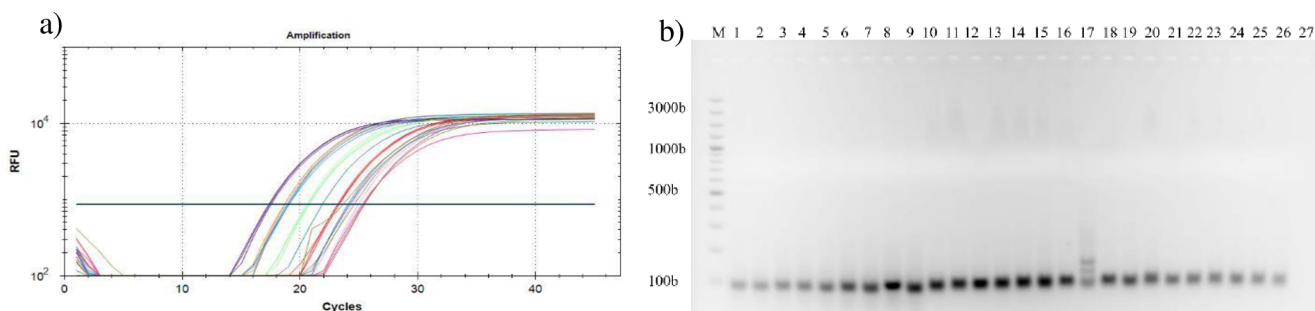 a)
Amplification
RFU
10^4
10^2
0 10 20 30 40
Cycles
b)
M 1 2 3 4 5 6 7 8 9 10 11 12 13 14 15 16 17 18 19 20 21 22 23 24 25 26 27
3000b
1000b
500b
100b